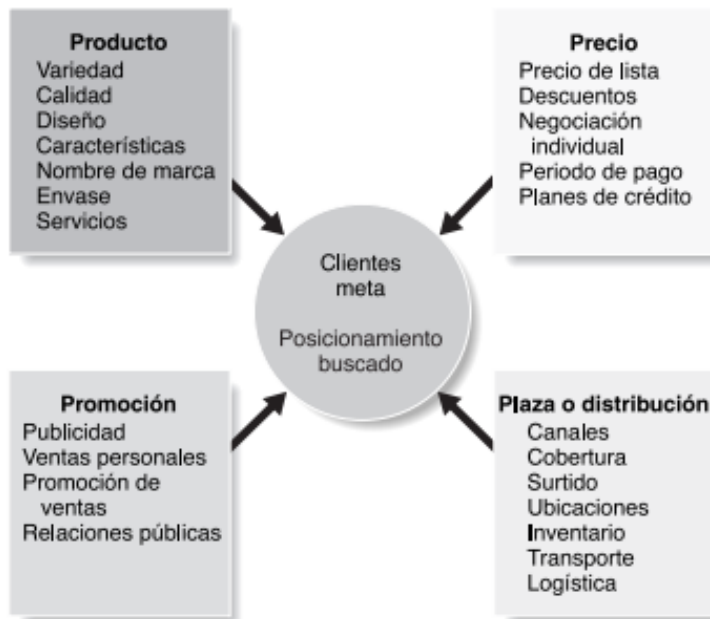 Producto
Variedad
Calidad
Diseño
Características
Nombre de marca
Envase
Servicios
Precio
Precio de lista
Descuentos
Negociación
individual
Periodo de pago
Planes de crédito
Clientes
meta
Posicionamiento
buscado
Promoción
Publicidad
Ventas personales
Promoción de
ventas
Relaciones públicas
Plaza o distribución
Canales
Cobertura
Surtido
Ubicaciones
Inventario
Transporte
Logística